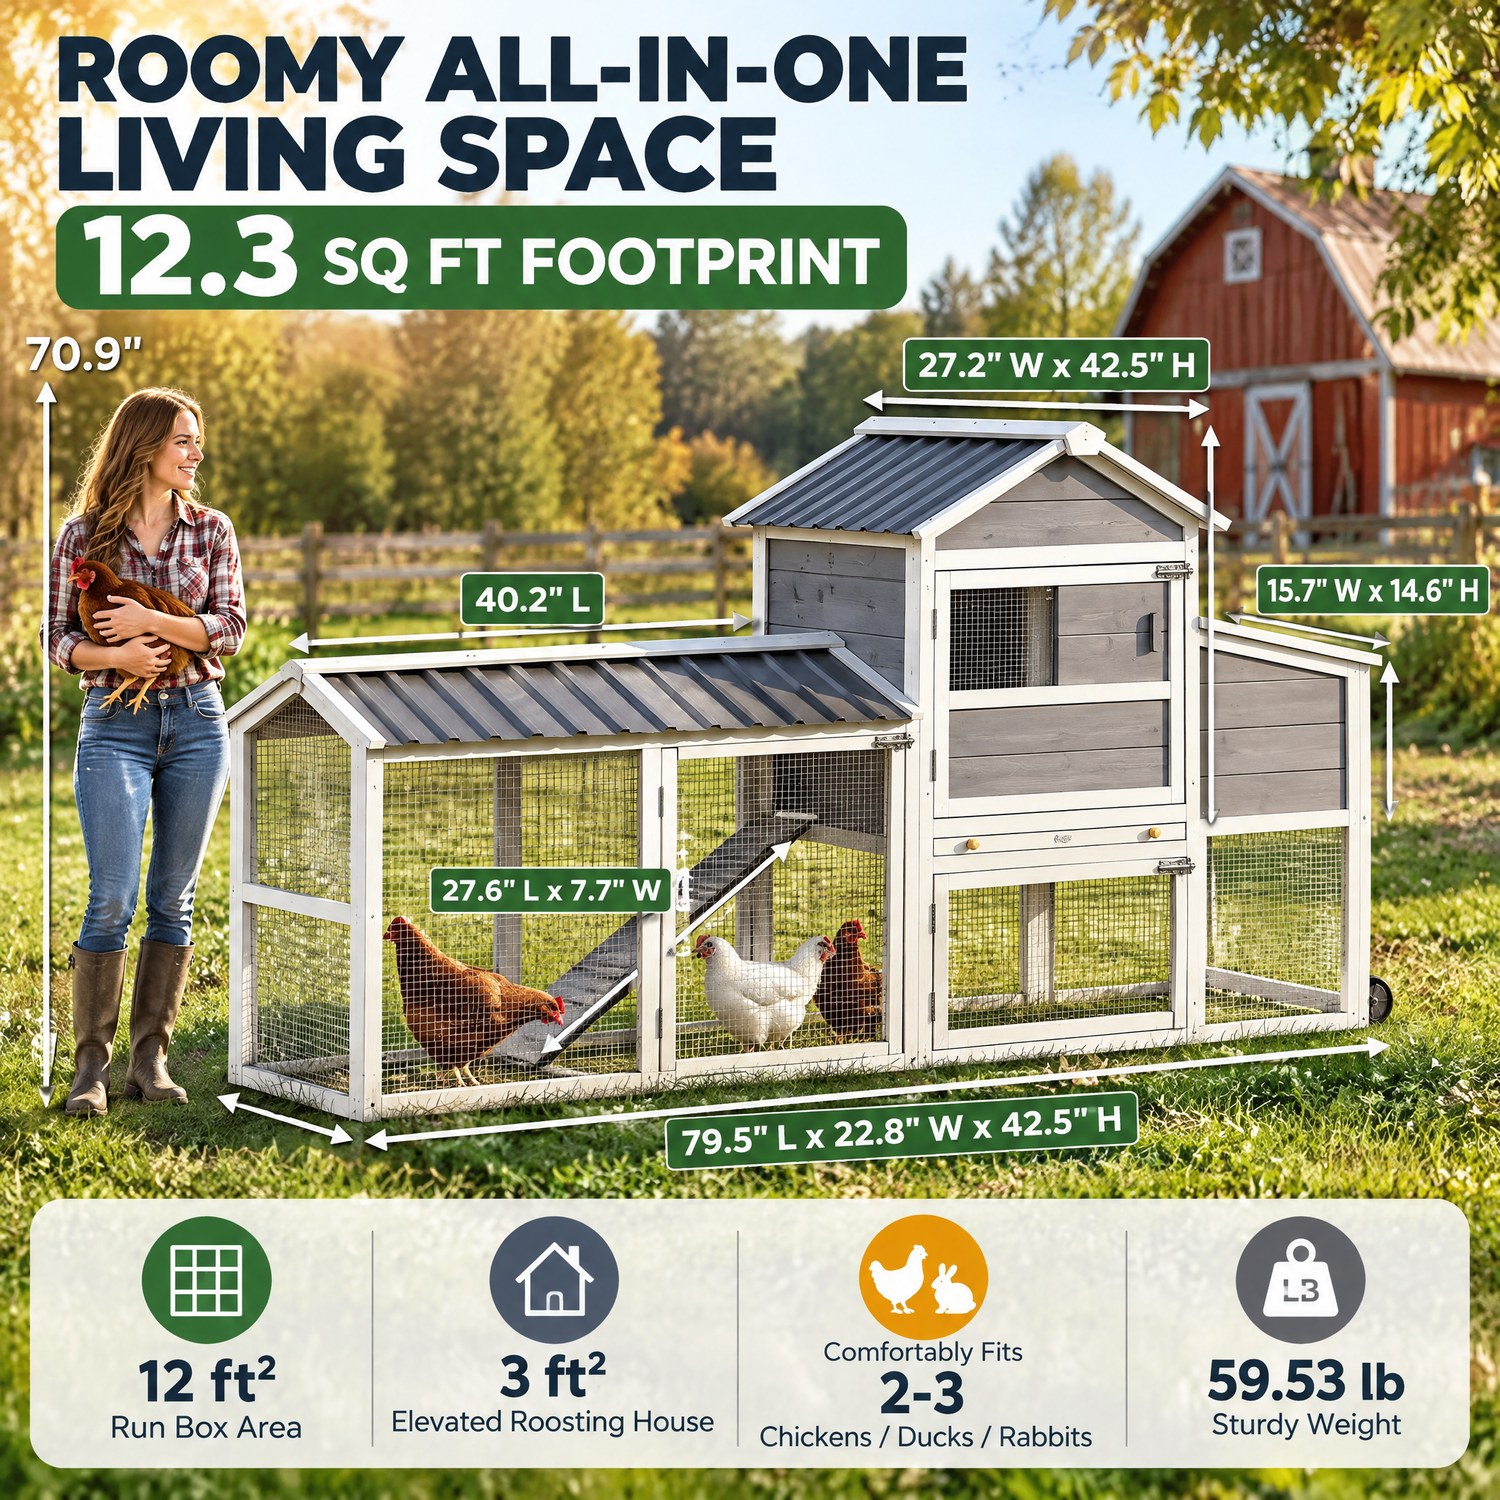 ROOMY ALL-IN-ONE
LIVING SPACE
12.3 SQ FT FOOTPRINT
70.9"
27.2" W x 42.5" H
40.2" L
15.7" W x 14.6" H
27.6" L x 7.7" W
79.5" L x 22.8" W x 42.5" H
12 ft²
Run Box Area
3 ft²
Elevated Roosting House
Comfortably Fits
2-3
Chickens / Ducks / Rabbits
LB
59.53 lb
Sturdy Weight